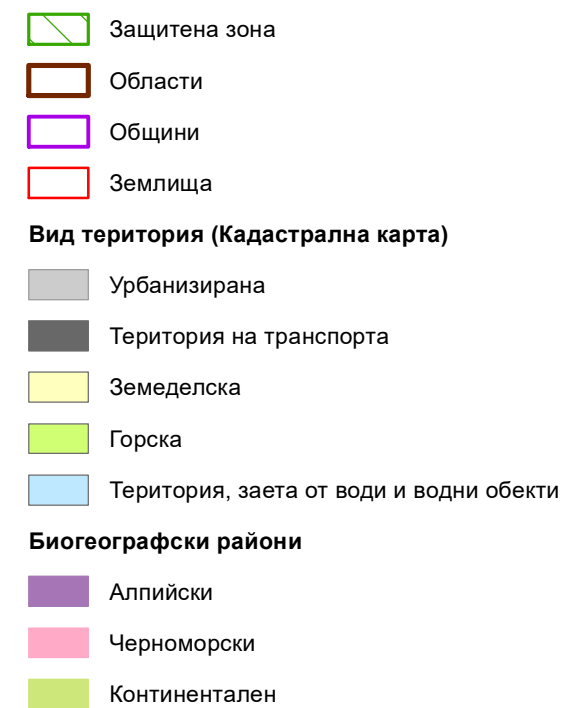 Защитена зона
Области
Общини
Землища
Вид територия (Кадастрална карта)
Урбанизирана
Територия на транспорта
Земеделска
Горска
Територия, заета от води и водни обекти
Биогеографски райони
Алпийски
Черноморски
Континентален